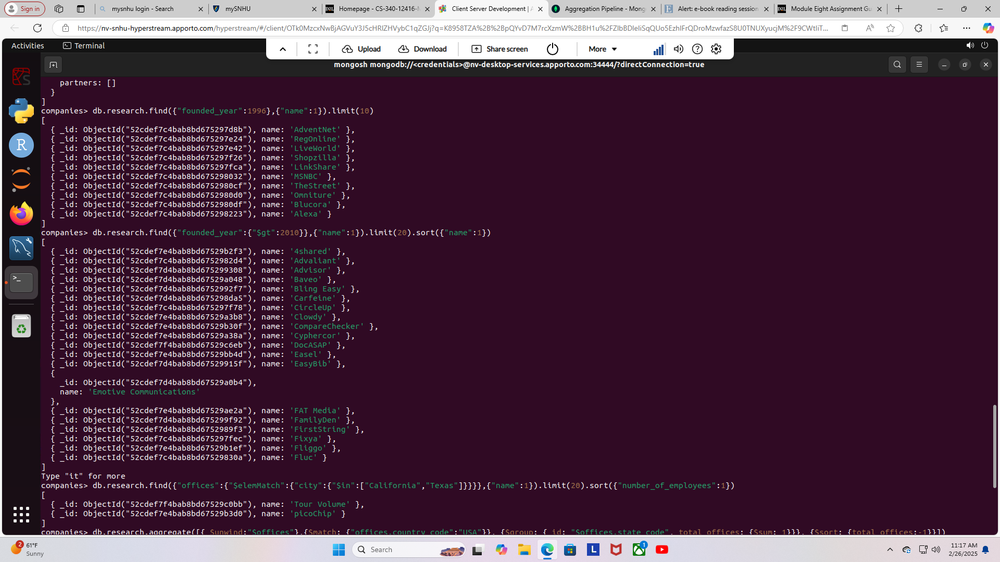 Sign in
mysnhu login - Search
mySNHU
Homepage - CS-340-12416-M
Client Server Development | A
Aggregation Pipeline - Mong
Alert: e-book reading session
Module Eight Assignment Gu
https://nv-snhu-hyperstream.apporto.com/hyperstream/#/client/
Activities
Terminal
Upload
Download
Share screen
More
mongosh mongodb://<credentials>@nv-desktop-services.apporto.com:34444/?directConnection=true
partners: []
}
]
companies> db.research.find({"founded_year":1996},{"name":1}).limit(10)
[
{ _id: ObjectId("52cdef7c4bab8bd675297d8b"), name: 'AdventNet' },
{ _id: ObjectId("52cdef7c4bab8bd675297e24"), name: 'RegOnline' },
{ _id: ObjectId("52cdef7c4bab8bd675297e42"), name: 'LiveWorld' },
{ _id: ObjectId("52cdef7c4bab8bd675297f26"), name: 'Shopzilla' },
{ _id: ObjectId("52cdef7c4bab8bd675297fca"), name: 'LinkShare' },
{ _id: ObjectId("52cdef7c4bab8bd675298032"), name: 'MSNBC' },
{ _id: ObjectId("52cdef7c4bab8bd6752980cf"), name: 'TheStreet' },
{ _id: ObjectId("52cdef7c4bab8bd6752980d0"), name: 'Omniture' },
{ _id: ObjectId("52cdef7c4bab8bd6752980df"), name: 'Blucora' },
{ _id: ObjectId("52cdef7c4bab8bd675298223"), name: 'Alexa' }
]
companies> db.research.find({"founded_year":{"$gt":2010}},{"name":1}).limit(20).sort({"name":1})
[
{ _id: ObjectId("52cdef7e4bab8bd67529b2f3"), name: '4shared' },
{ _id: ObjectId("52cdef7c4bab8bd6752982d4"), name: 'Advaliant' },
{ _id: ObjectId("52cdef7d4bab8bd675299308"), name: 'Advisor' },
{ _id: ObjectId("52cdef7d4bab8bd67529a048"), name: 'Baveo' },
{ _id: ObjectId("52cdef7d4bab8bd6752992f7"), name: 'Bling Easy' },
{ _id: ObjectId("52cdef7d4bab8bd675298da5"), name: 'Carfeine' },
{ _id: ObjectId("52cdef7c4bab8bd675297f78"), name: 'CircleUp' },
{ _id: ObjectId("52cdef7e4bab8bd67529a3b8"), name: 'Clowdy' },
{ _id: ObjectId("52cdef7e4bab8bd67529b30f"), name: 'CompareChecker' },
{ _id: ObjectId("52cdef7e4bab8bd67529a38a"), name: 'Cyphercor' },
{ _id: ObjectId("52cdef7f4bab8bd67529c6eb"), name: 'DocASAP' },
{ _id: ObjectId("52cdef7e4bab8bd67529bb4d"), name: 'Easel' },
{ _id: ObjectId("52cdef7d4bab8bd67529915f"), name: 'EasyBib' },
{
_id: ObjectId("52cdef7d4bab8bd67529a0b4"),
name: 'Emotive Communications'
},
{ _id: ObjectId("52cdef7e4bab8bd67529ae2a"), name: 'FAT Media' },
{ _id: ObjectId("52cdef7d4bab8bd675299f92"), name: 'FamilyDen' },
{ _id: ObjectId("52cdef7d4bab8bd6752989f3"), name: 'FirstString' },
{ _id: ObjectId("52cdef7c4bab8bd675297fec"), name: 'Fixya' },
{ _id: ObjectId("52cdef7e4bab8bd67529b1ef"), name: 'Fliggo' },
{ _id: ObjectId("52cdef7c4bab8bd67529830a"), name: 'Fluc' }
]
Type "it" for more
companies> db.research.find({"offices":{"$elemMatch":{"city":{"$in":["California","Texas"]}}}},{"name":1}).limit(20).sort({"number_of_employees":1})
[
{ _id: ObjectId("52cdef7f4bab8bd67529c0bb"), name: 'Tour Volume' },
{ _id: ObjectId("52cdef7e4bab8bd67529b3d0"), name: 'picoChip' }
]
companies> db.research.aggregate([{ $unwind:"$offices"},{$match: {"offices.country_code":"USA"}}, {$group: {_id: "$offices.state_code", total_offices: {$sum: 1}}}, {$sort: {total_offices:-1}}])
2
61°F
Sunny
Search
L
1
11:17 AM
2/26/2025